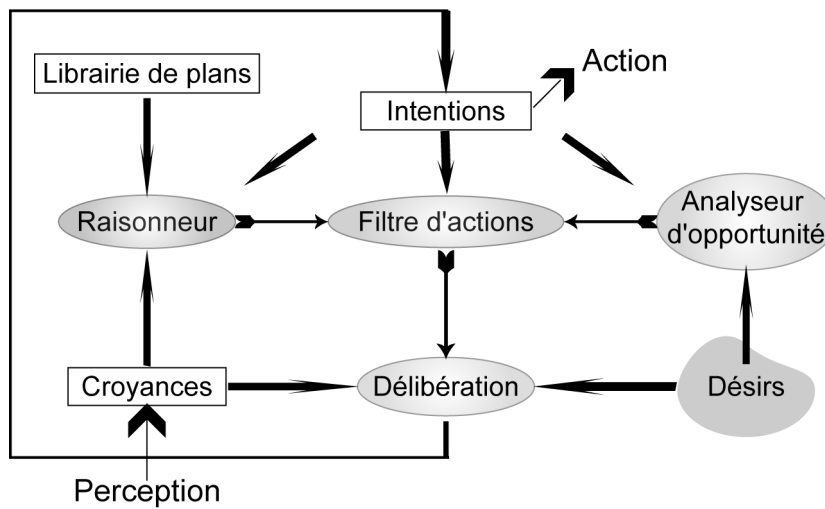 Librairie de plans
Action
Intentions
Raisonneur
Filtre d'actions
Analyseur
d'opportunité
Croyances
Délibération
Désirs
Perception